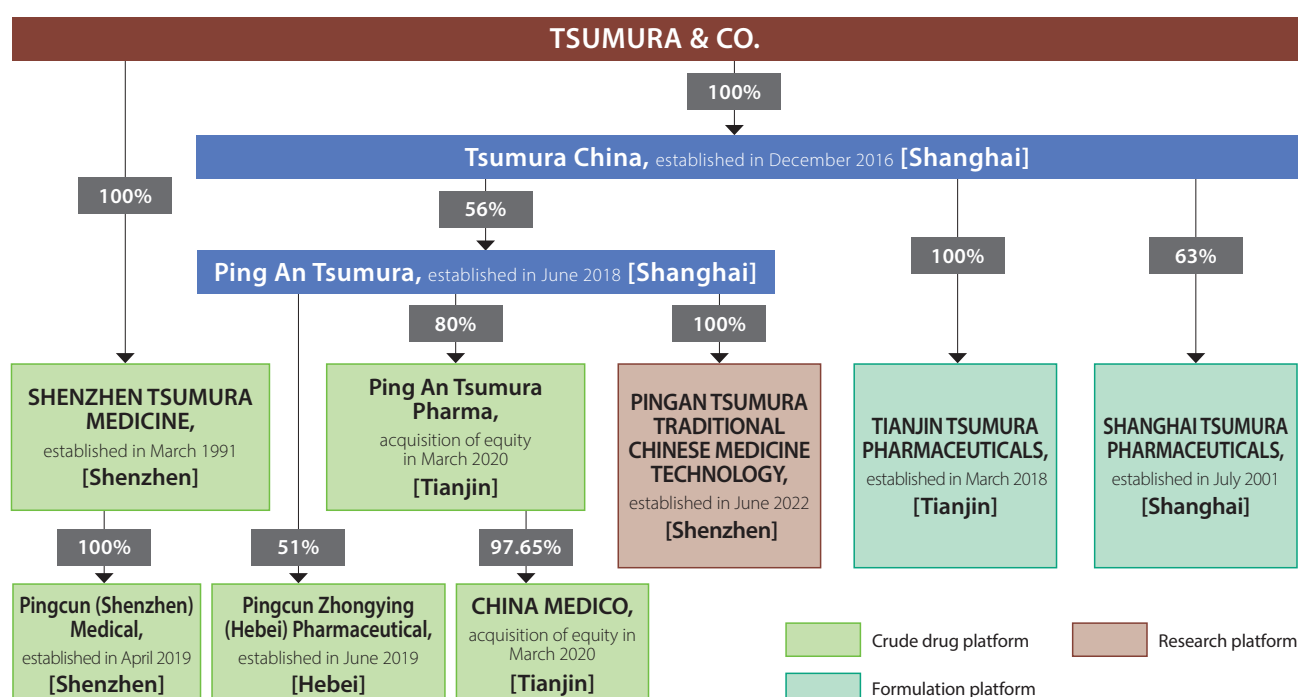 TSUMURA & CO.
100%
Tsumura China, established in December 2016 [Shanghai]
100%
56%
100%
63%
Ping An Tsumura, established in June 2018 [Shanghai]
80%
100%
SHENZHEN TSUMURA
MEDICINE,
established in March 1991
[Shenzhen]
Ping An Tsumura
Pharma,
acquisition of equity
in March 2020
[Tianjin]
PINGAN TSUMURA
TRADITIONAL
CHINESE MEDICINE
TECHNOLOGY,
established in June 2022
[Shenzhen]
TIANJIN TSUMURA
PHARMACEUTICALS,
established in March 2018
[Tianjin]
SHANGHAI TSUMURA
PHARMACEUTICALS,
established in July 2001
[Shanghai]
100%
51%
97.65%
Pingcun (Shenzhen)
Medical,
established in April 2019
[Shenzhen]
Pingcun Zhongying
(Hebei) Pharmaceutical,
established in June 2019
[Hebei]
CHINA MEDICO,
acquisition of equity in
March 2020
[Tianjin]
Crude drug platform
Research platform
Formulation platform